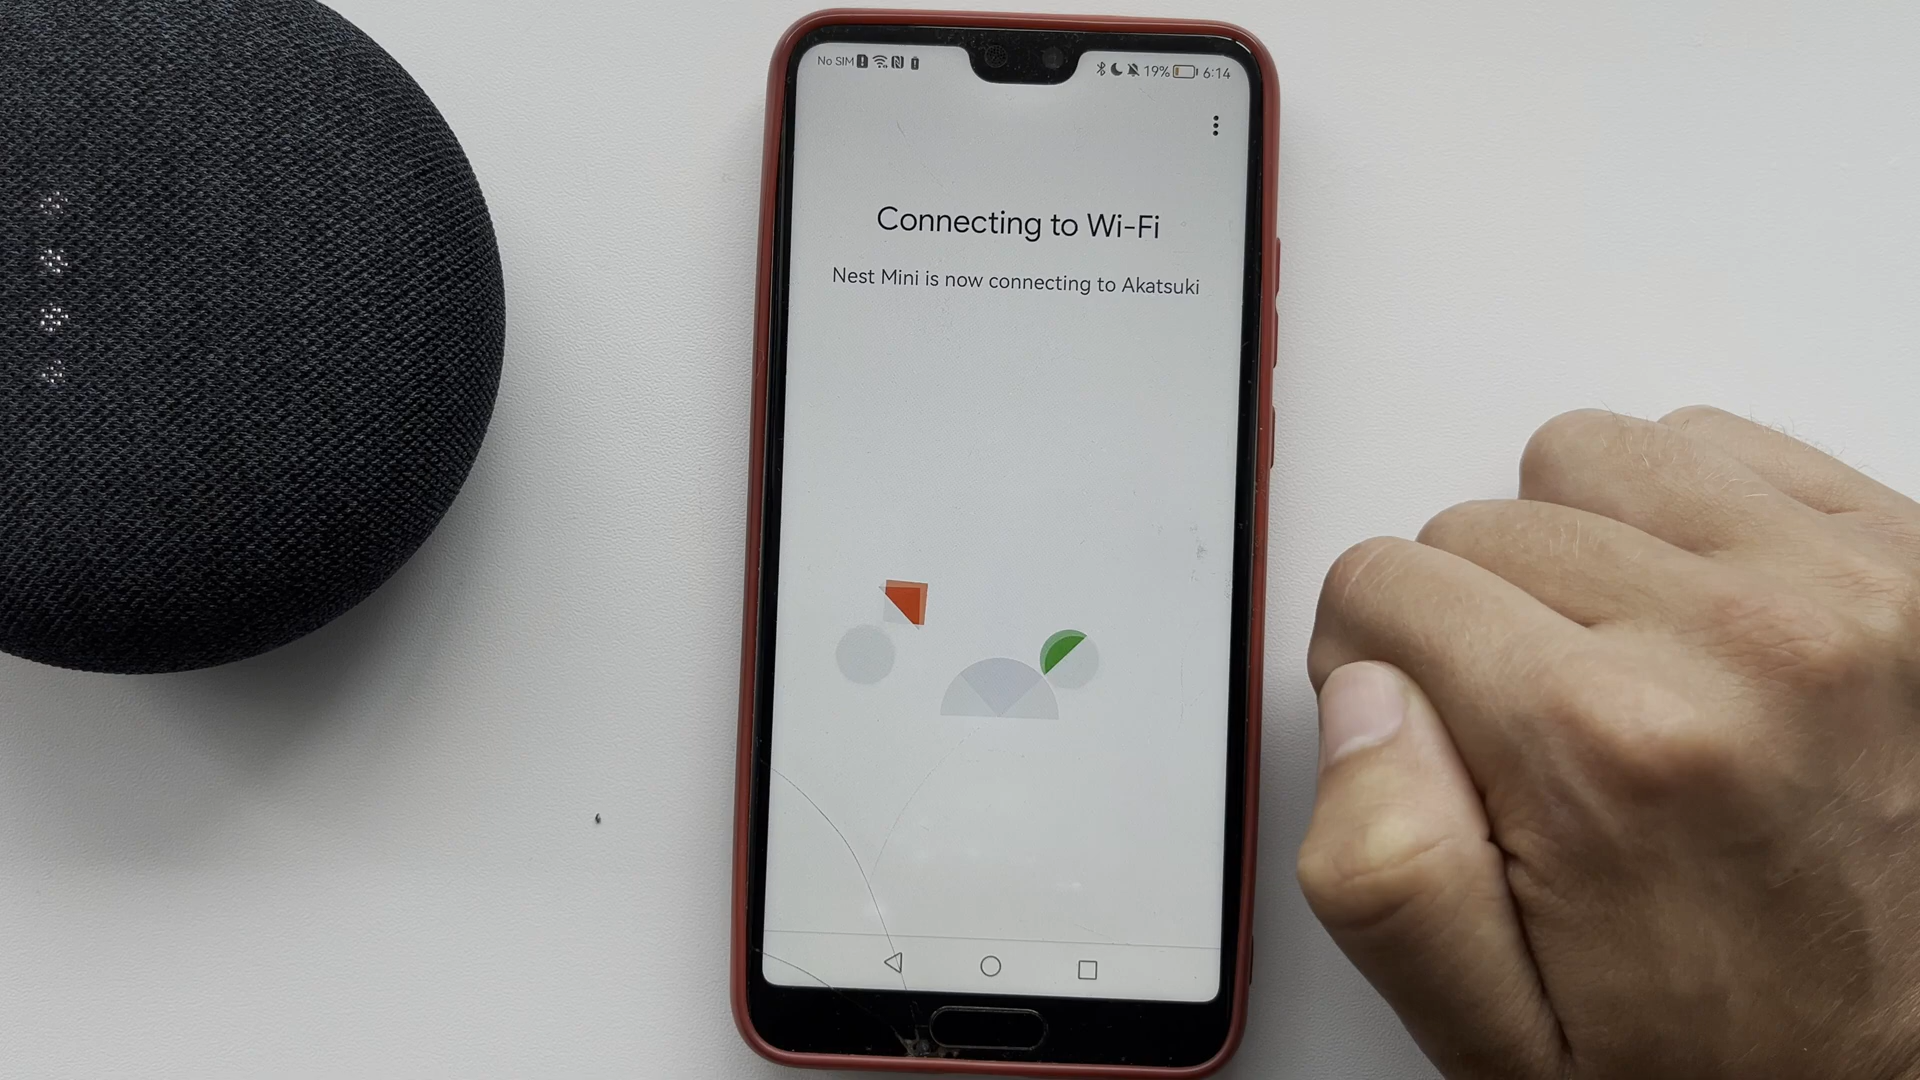 No SIM 19% 6:14
Connecting to Wi-Fi
Nest Mini is now connecting to Akatsuki